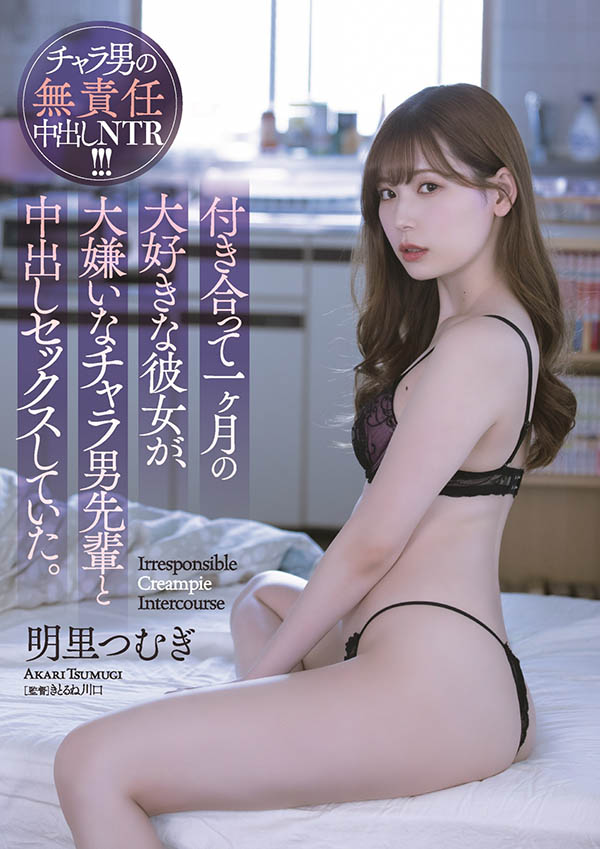 チャラ男の
無責任
中出しNTR
!!!
付き合って一ヶ月の
大好きな彼女が、
大嫌いなチャラ男先輩と
中出しセックスしていた。
Irresponsible
Creampie
Intercourse
明里つむぎ
AKARI TSUMUGI
[監督]きとるね川口